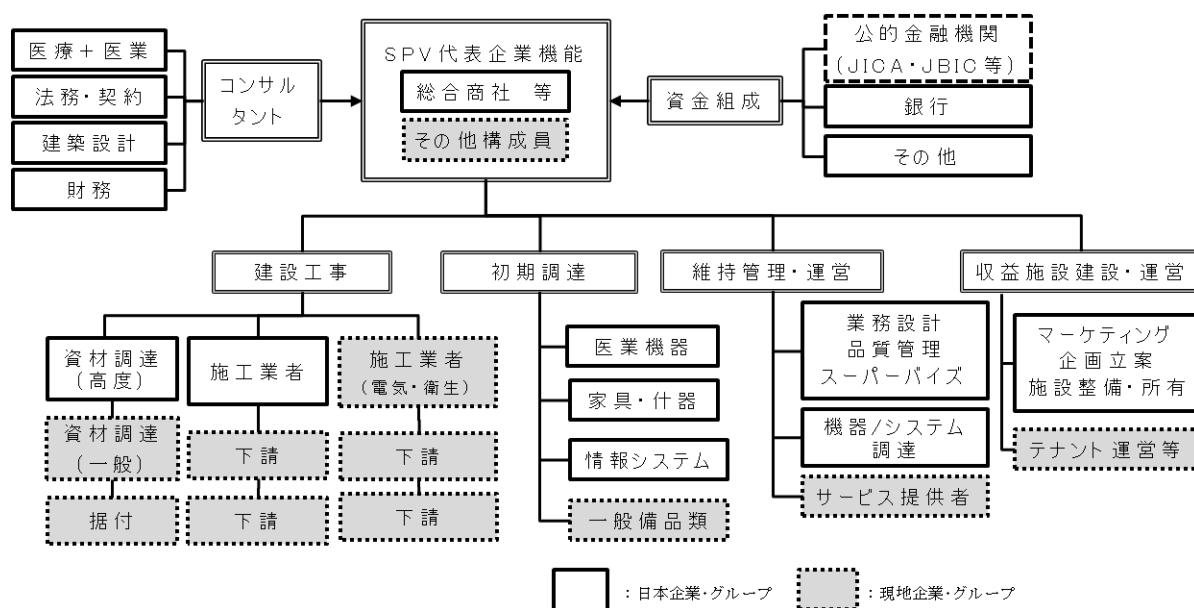 医療＋医業
法務・契約
建築設計
財務
コンサル
タント
SPV代表企業機能
総合商社　等
その他構成員
資金組成
公的金融機関
(JICA・JBIC等)
銀行
その他
建設工事
初期調達
維持管理・運営
収益施設建設・運営
資材調達
(高度)
資材調達
(一般)
据付
施工業者
下請
下請
施工業者
(電気・衛生)
下請
下請
医業機器
家具・什器
情報システム
一般備品類
業務設計
品質管理
スーパーバイズ
機器/システム
調達
サービス提供者
マーケティング
企画立案
施設整備・所有
テナント運営等
：日本企業・グループ
：現地企業・グループ